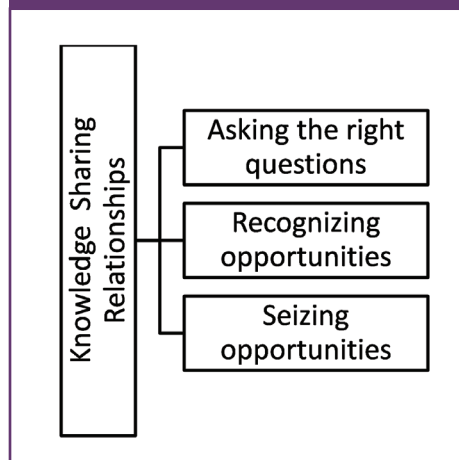 Knowledge Sharing
Relationships
Asking the right
questions
Recognizing
opportunities
Seizing
opportunities